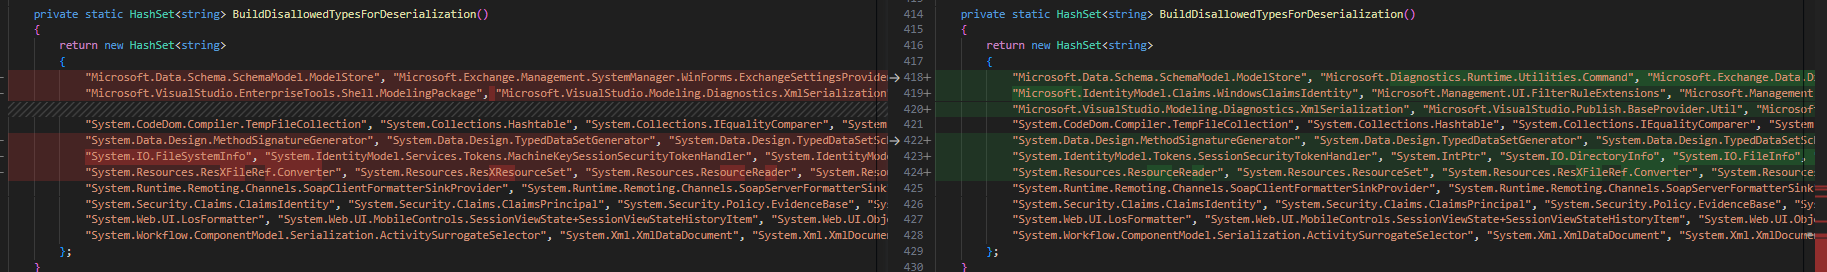 private static HashSet<string> BuildDisallowedTypesForDeserialization()
{
return new HashSet<string>
{
"Microsoft.Data.Schema.SchemaModel.ModelStore", "Microsoft.Exchange.Management.SystemManager.WinForms.ExchangeSettingsProvide
"Microsoft.VisualStudio.EnterpriseTools.Shell.ModelingPackage", "Microsoft.VisualStudio.Modeling.Diagnostics.XmlSerialization
"System.CodeDom.Compiler.TempFileCollection", "System.Collections.Hashtable", "System.Collections.IEqualityComparer", "System
"System.Data.Design.MethodSignatureGenerator", "System.Data.Design.TypedDataSetGenerator", "System.Data.Design.TypedDataSetSc
"System.IO.FileSystemInfo", "System.IdentityModel.Services.Tokens.MachineKeySessionSecurityTokenHandler", "System.IdentityMod
"System.Resources.ResXFileRef.Converter", "System.Resources.ResXResourceSet", "System.Resources.ResourceReader", "System.Reso
"System.Runtime.Remoting.Channels.SoapClientFormatterSinkProvider", "System.Runtime.Remoting.Channels.SoapServerFormatterSink
"System.Security.Claims.ClaimsIdentity", "System.Security.Claims.ClaimsPrincipal", "System.Security.Policy.EvidenceBase", "Sy
"System.Web.UI.LosFormatter", "System.Web.UI.MobileControls.SessionViewState+SessionViewStateHistoryItem", "System.Web.UI.Obj
"System.Workflow.ComponentModel.Serialization.ActivitySurrogateSelector", "System.Xml.XmlDataDocument", "System.Xml.XmlDocume
};
}
414 private static HashSet<string> BuildDisallowedTypesForDeserialization()
415 {
416 return new HashSet<string>
417 {
418+ "Microsoft.Data.Schema.SchemaModel.ModelStore", "Microsoft.Diagnostics.Runtime.Utilities.Command", "Microsoft.Exchange.Data.D
419+ "Microsoft.IdentityModel.Claims.WindowsClaimsIdentity", "Microsoft.Management.UI.FilterRuleExtensions", "Microsoft.Management
420+ "Microsoft.VisualStudio.Modeling.Diagnostics.XmlSerialization", "Microsoft.VisualStudio.Publish.BaseProvider.Util", "Microsof
421 "System.CodeDom.Compiler.TempFileCollection", "System.Collections.Hashtable", "System.Collections.IEqualityComparer", "System
422+ "System.Data.Design.MethodSignatureGenerator", "System.Data.Design.TypedDataSetGenerator", "System.Data.Design.TypedDataSetSc
423+ "System.IdentityModel.Tokens.SessionSecurityTokenHandler", "System.IntPtr", "System.IO.DirectoryInfo", "System.IO.FileInfo",
424+ "System.Resources.ResourceReader", "System.Resources.ResourceSet", "System.Resources.ResXFileRef.Converter", "System.Resource
425 "System.Runtime.Remoting.Channels.SoapClientFormatterSinkProvider", "System.Runtime.Remoting.Channels.SoapServerFormatterSink
426 "System.Security.Claims.ClaimsIdentity", "System.Security.Claims.ClaimsPrincipal", "System.Security.Policy.EvidenceBase", "Sy
427 "System.Web.UI.LosFormatter", "System.Web.UI.MobileControls.SessionViewState+SessionViewStateHistoryItem", "System.Web.UI.Obj
428 "System.Workflow.ComponentModel.Serialization.ActivitySurrogateSelector", "System.Xml.XmlDataDocument", "System.Xml.XmlDocume
429 };
430 }